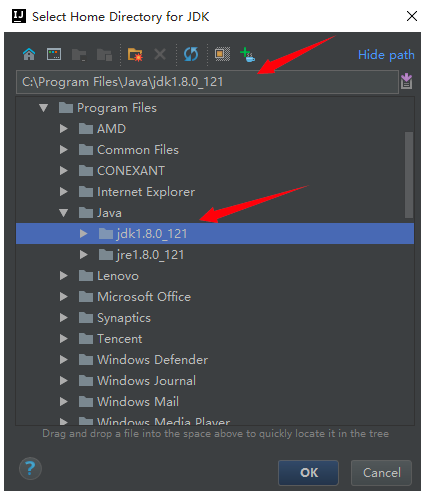 IJ Select Home Directory for JDK
Hide path
C:\Program Files\Java\jdk1.8.0_121
Program Files
AMD
Common Files
CONEXANT
Internet Explorer
Java
jdk1.8.0_121
jre1.8.0_121
Lenovo
Microsoft Office
Synaptics
Tencent
Windows Defender
Windows Journal
Windows Mail
Windows Media Player
Drag and drop a file into the space above to quickly locate it in the tree
? OK Cancel